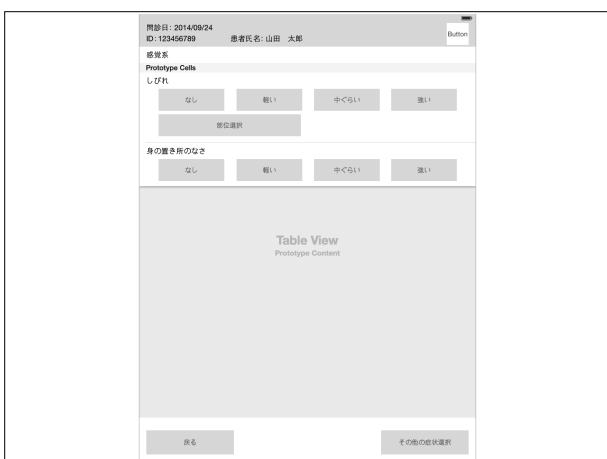 問診日: 2014/09/24
ID: 123456789 患者氏名: 山田 太郎
Button
感覚系
Prototype Cells
しびれ
なし 軽い 中ぐらい 強い
部位選択
身の置き所のなさ
なし 軽い 中ぐらい 強い
Table View
Prototype Content
戻る その他の症状選択